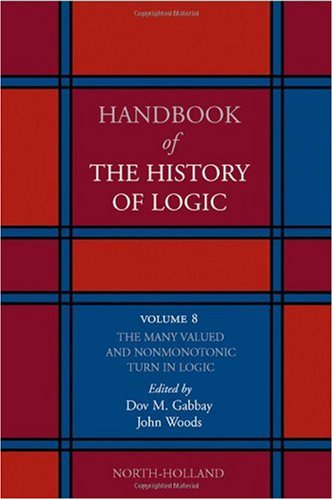 HANDBOOK
of
THE HISTORY
OF LOGIC
VOLUME 8
THE MANY VALUED
AND NONMONOTONIC
TURN IN LOGIC
Edited by
Dov M. Gabbay
John Woods
NORTH-HOLLAND